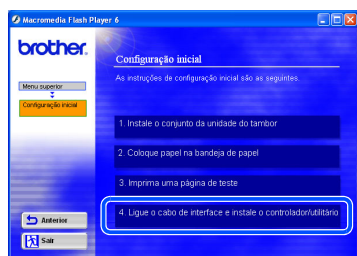 Macromedia Flash Player 6
brother.
Menu superior
Configuração inicial
Configuração inicial
As instruções de configuração inicial são as seguintes.
1. Instale o conjunto da unidade do tambor
2. Coloque papel na bandeja de papel
3. Imprima uma página de teste
4. Ligue o cabo de interface e instale o controlador/utilitário
Anterior
Sair